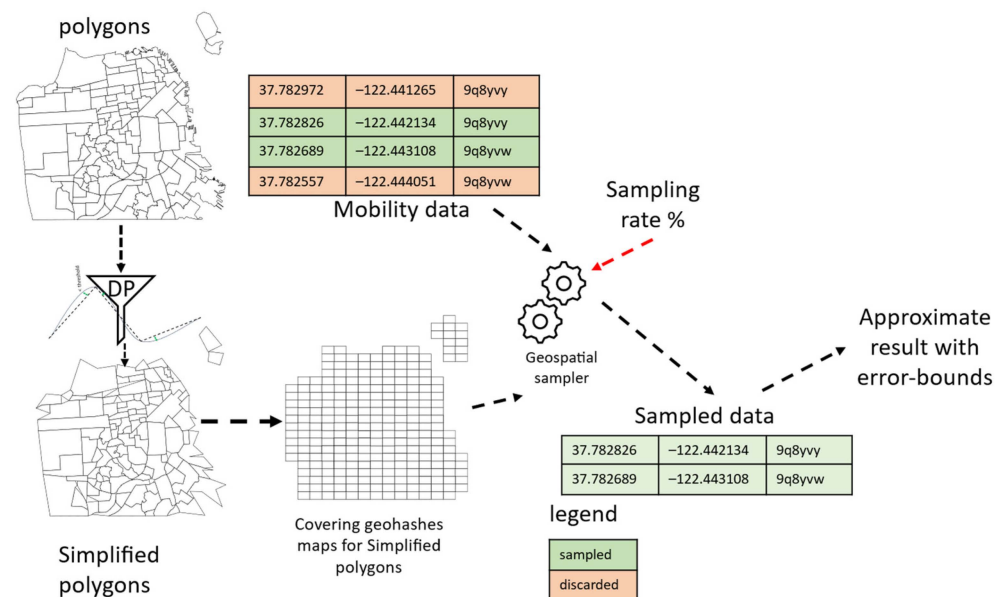 polygons
37.782972 –122.441265 9q8yvy
37.782826 –122.442134 9q8yvy
37.782689 –122.443108 9q8yvw
37.782557 –122.444051 9q8yvw
Mobility data
Sampling
rate %
DP
threshold
Geospatial
sampler
Approximate
result with
error-bounds
Sampled data
37.782826 –122.442134 9q8yvy
37.782689 –122.443108 9q8yvw
Covering geohashes
maps for Simplified
polygons
Simplified
polygons
legend
sampled
discarded